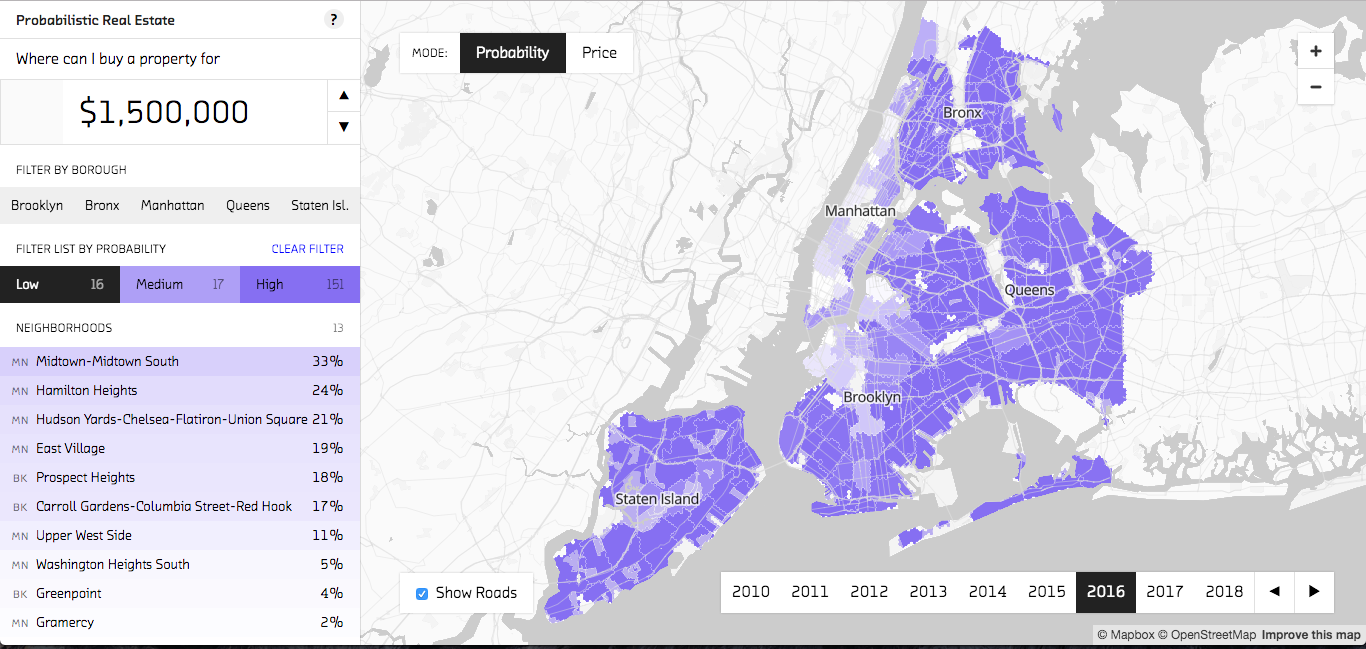 Probabilistic Real Estate ?
Where can I buy a property for
$1,500,000 ▲ ▼
FILTER BY BOROUGH
Brooklyn Bronx Manhattan Queens Staten Isl.
FILTER LIST BY PROBABILITY CLEAR FILTER
Low 16 Medium 17 High 151
NEIGHBORHOODS 13
MN Midtown-Midtown South 33%
MN Hamilton Heights 24%
MN Hudson Yards-Chelsea-Flatiron-Union Square 21%
MN East Village 19%
BK Prospect Heights 18%
BK Carroll Gardens-Columbia Street-Red Hook 17%
MN Upper West Side 11%
MN Washington Heights South 5%
BK Greenpoint 4%
MN Gramercy 2%
MODE: Probability Price
+
−
Bronx
Manhattan
Queens
Brooklyn
Staten Island
Show Roads
2010 2011 2012 2013 2014 2015 2016 2017 2018 ◀ ▶
© Mapbox © OpenStreetMap Improve this map